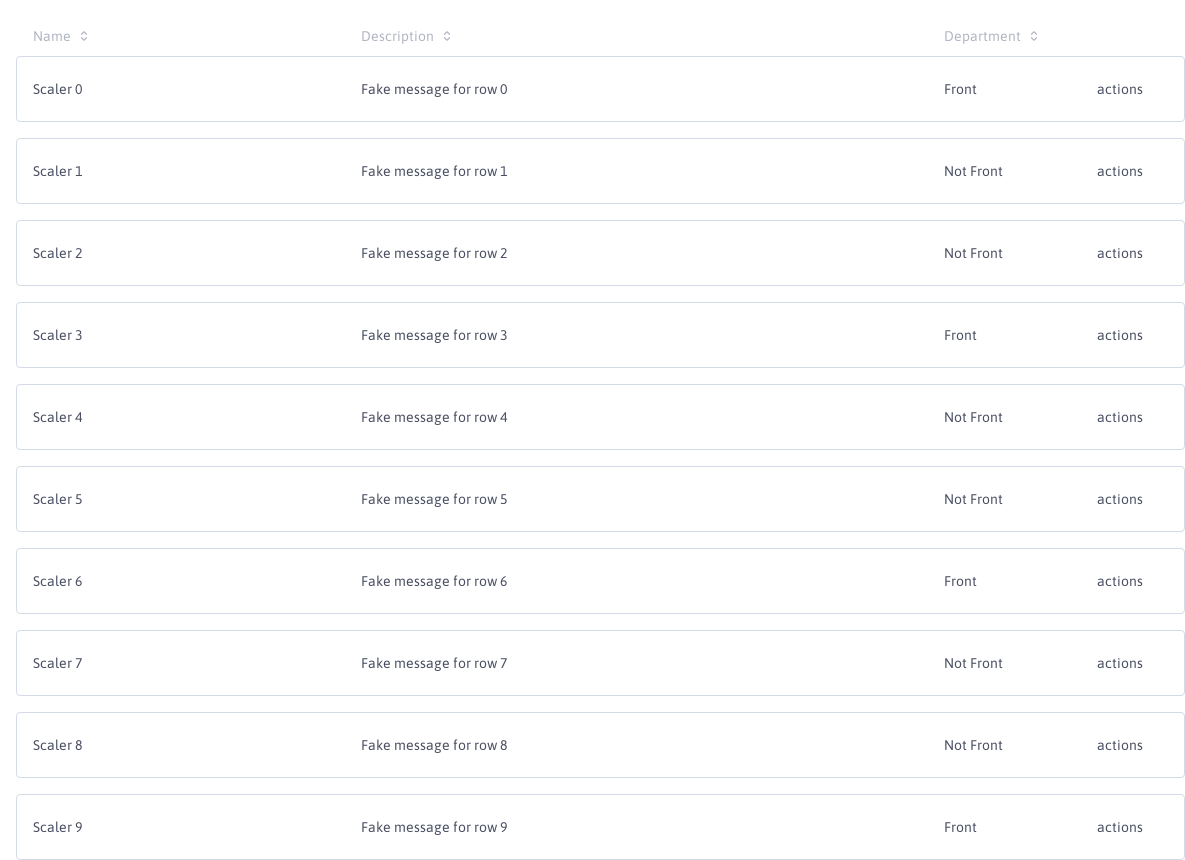 Name Description Department
Scaler 0 Fake message for row 0 Front actions
Scaler 1 Fake message for row 1 Not Front actions
Scaler 2 Fake message for row 2 Not Front actions
Scaler 3 Fake message for row 3 Front actions
Scaler 4 Fake message for row 4 Not Front actions
Scaler 5 Fake message for row 5 Not Front actions
Scaler 6 Fake message for row 6 Front actions
Scaler 7 Fake message for row 7 Not Front actions
Scaler 8 Fake message for row 8 Not Front actions
Scaler 9 Fake message for row 9 Front actions